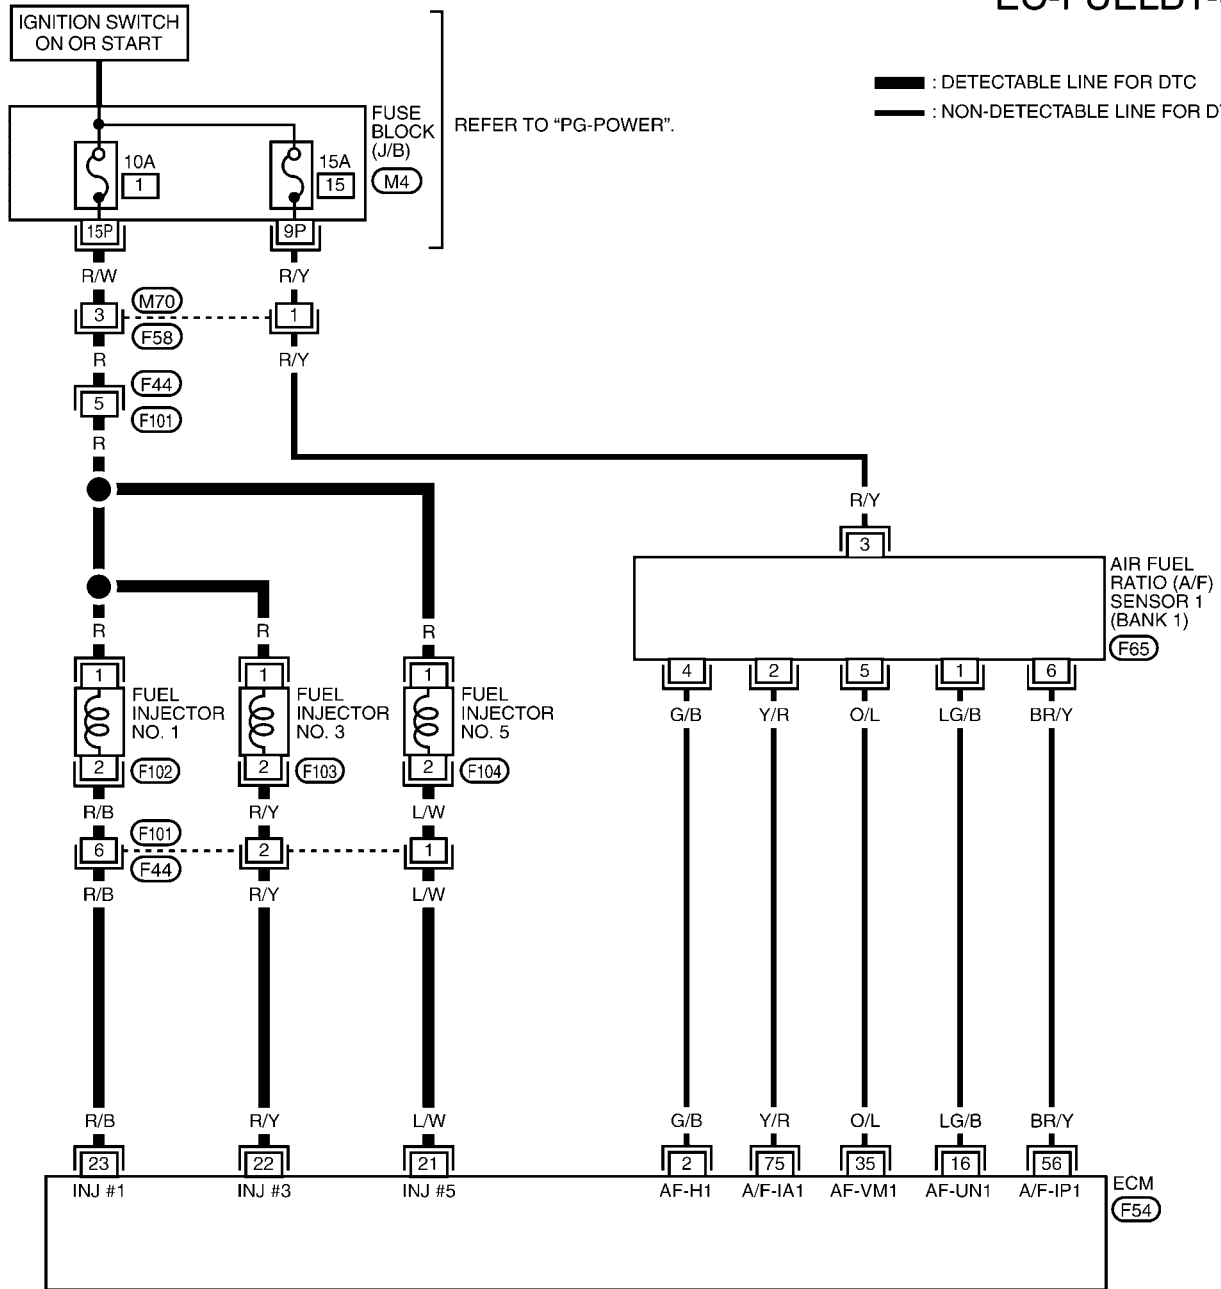 IGNITION SWITCH
ON OR START
: DETECTABLE LINE FOR DTC
: NON-DETECTABLE LINE FOR
FUSE
BLOCK
(J/B)
M4
REFER TO “PG-POWER”.
10A
1
15A
15
15P
9P
R/W
R/Y
3
M70
F58
1
R
R/Y
5
F44
F101
R
R/Y
3
AIR FUEL
RATIO (A/F)
SENSOR 1
(BANK 1)
F65
R
R
R
1
1
1
FUEL
INJECTOR
NO. 1
FUEL
INJECTOR
NO. 3
FUEL
INJECTOR
NO. 5
2
F102
2
F103
2
F104
4
2
5
1
6
G/B
Y/R
O/L
LG/B
BR/Y
R/B
R/Y
L/W
6
F101
F44
2
1
R/B
R/Y
L/W
R/B
R/Y
L/W
G/B
Y/R
O/L
LG/B
BR/Y
23
22
21
2
75
35
16
56
INJ #1
INJ #3
INJ #5
AF-H1
A/F-IA1
AF-VM1
AF-UN1
A/F-IP1
ECM
F54